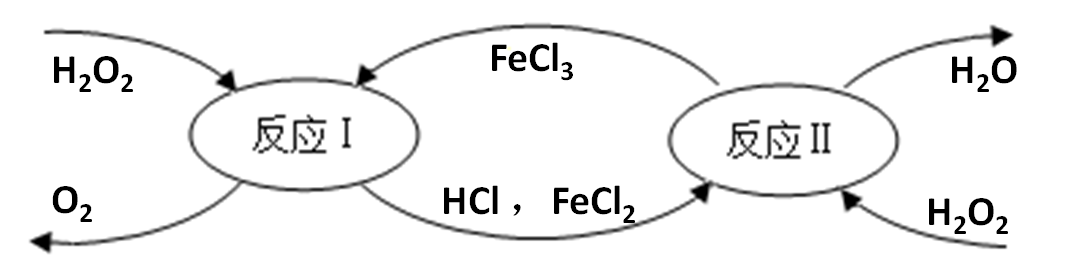 H₂O₂
FeCl₃
H₂O
反应Ⅰ
反应Ⅱ
O₂
HCl，FeCl₂
H₂O₂